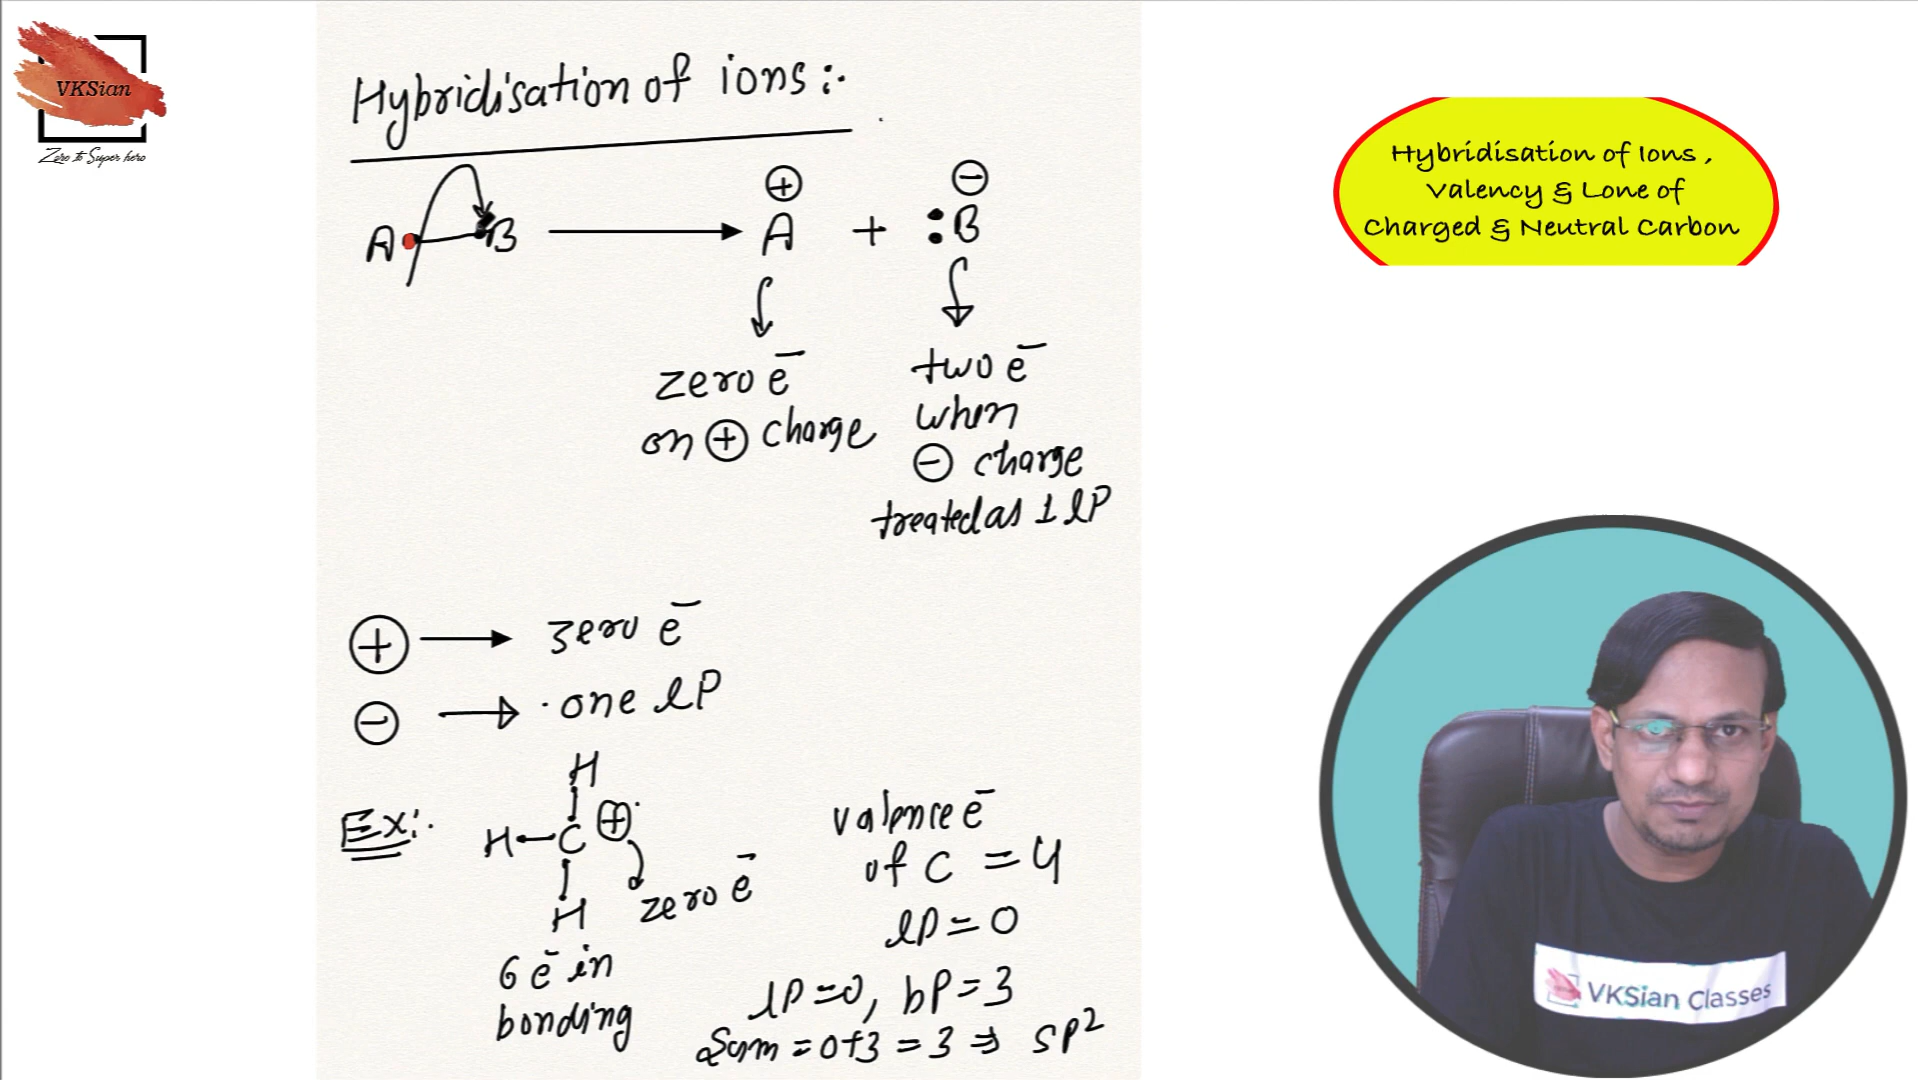 VKSian
Zero to Super hero
Hybridisation of ions :-
A B ⟶ A⊕ + :B⊖
zero e⁻
on ⊕ charge
two e⁻
when
⊖ charge
treated as 1 lP
⊕ ⟶ zero e⁻
⊖ ⟶ one lP
Ex:-
H
H-C⊕
H
zero e⁻
6 e⁻ in
bonding
valence e⁻
of C = 4
lP = 0
lP = 0, bP = 3
Sum = 0+3 = 3 ⇒ SP²
Hybridisation of Ions ,
Valency & Lone of
Charged & Neutral Carbon
VKSian Classes